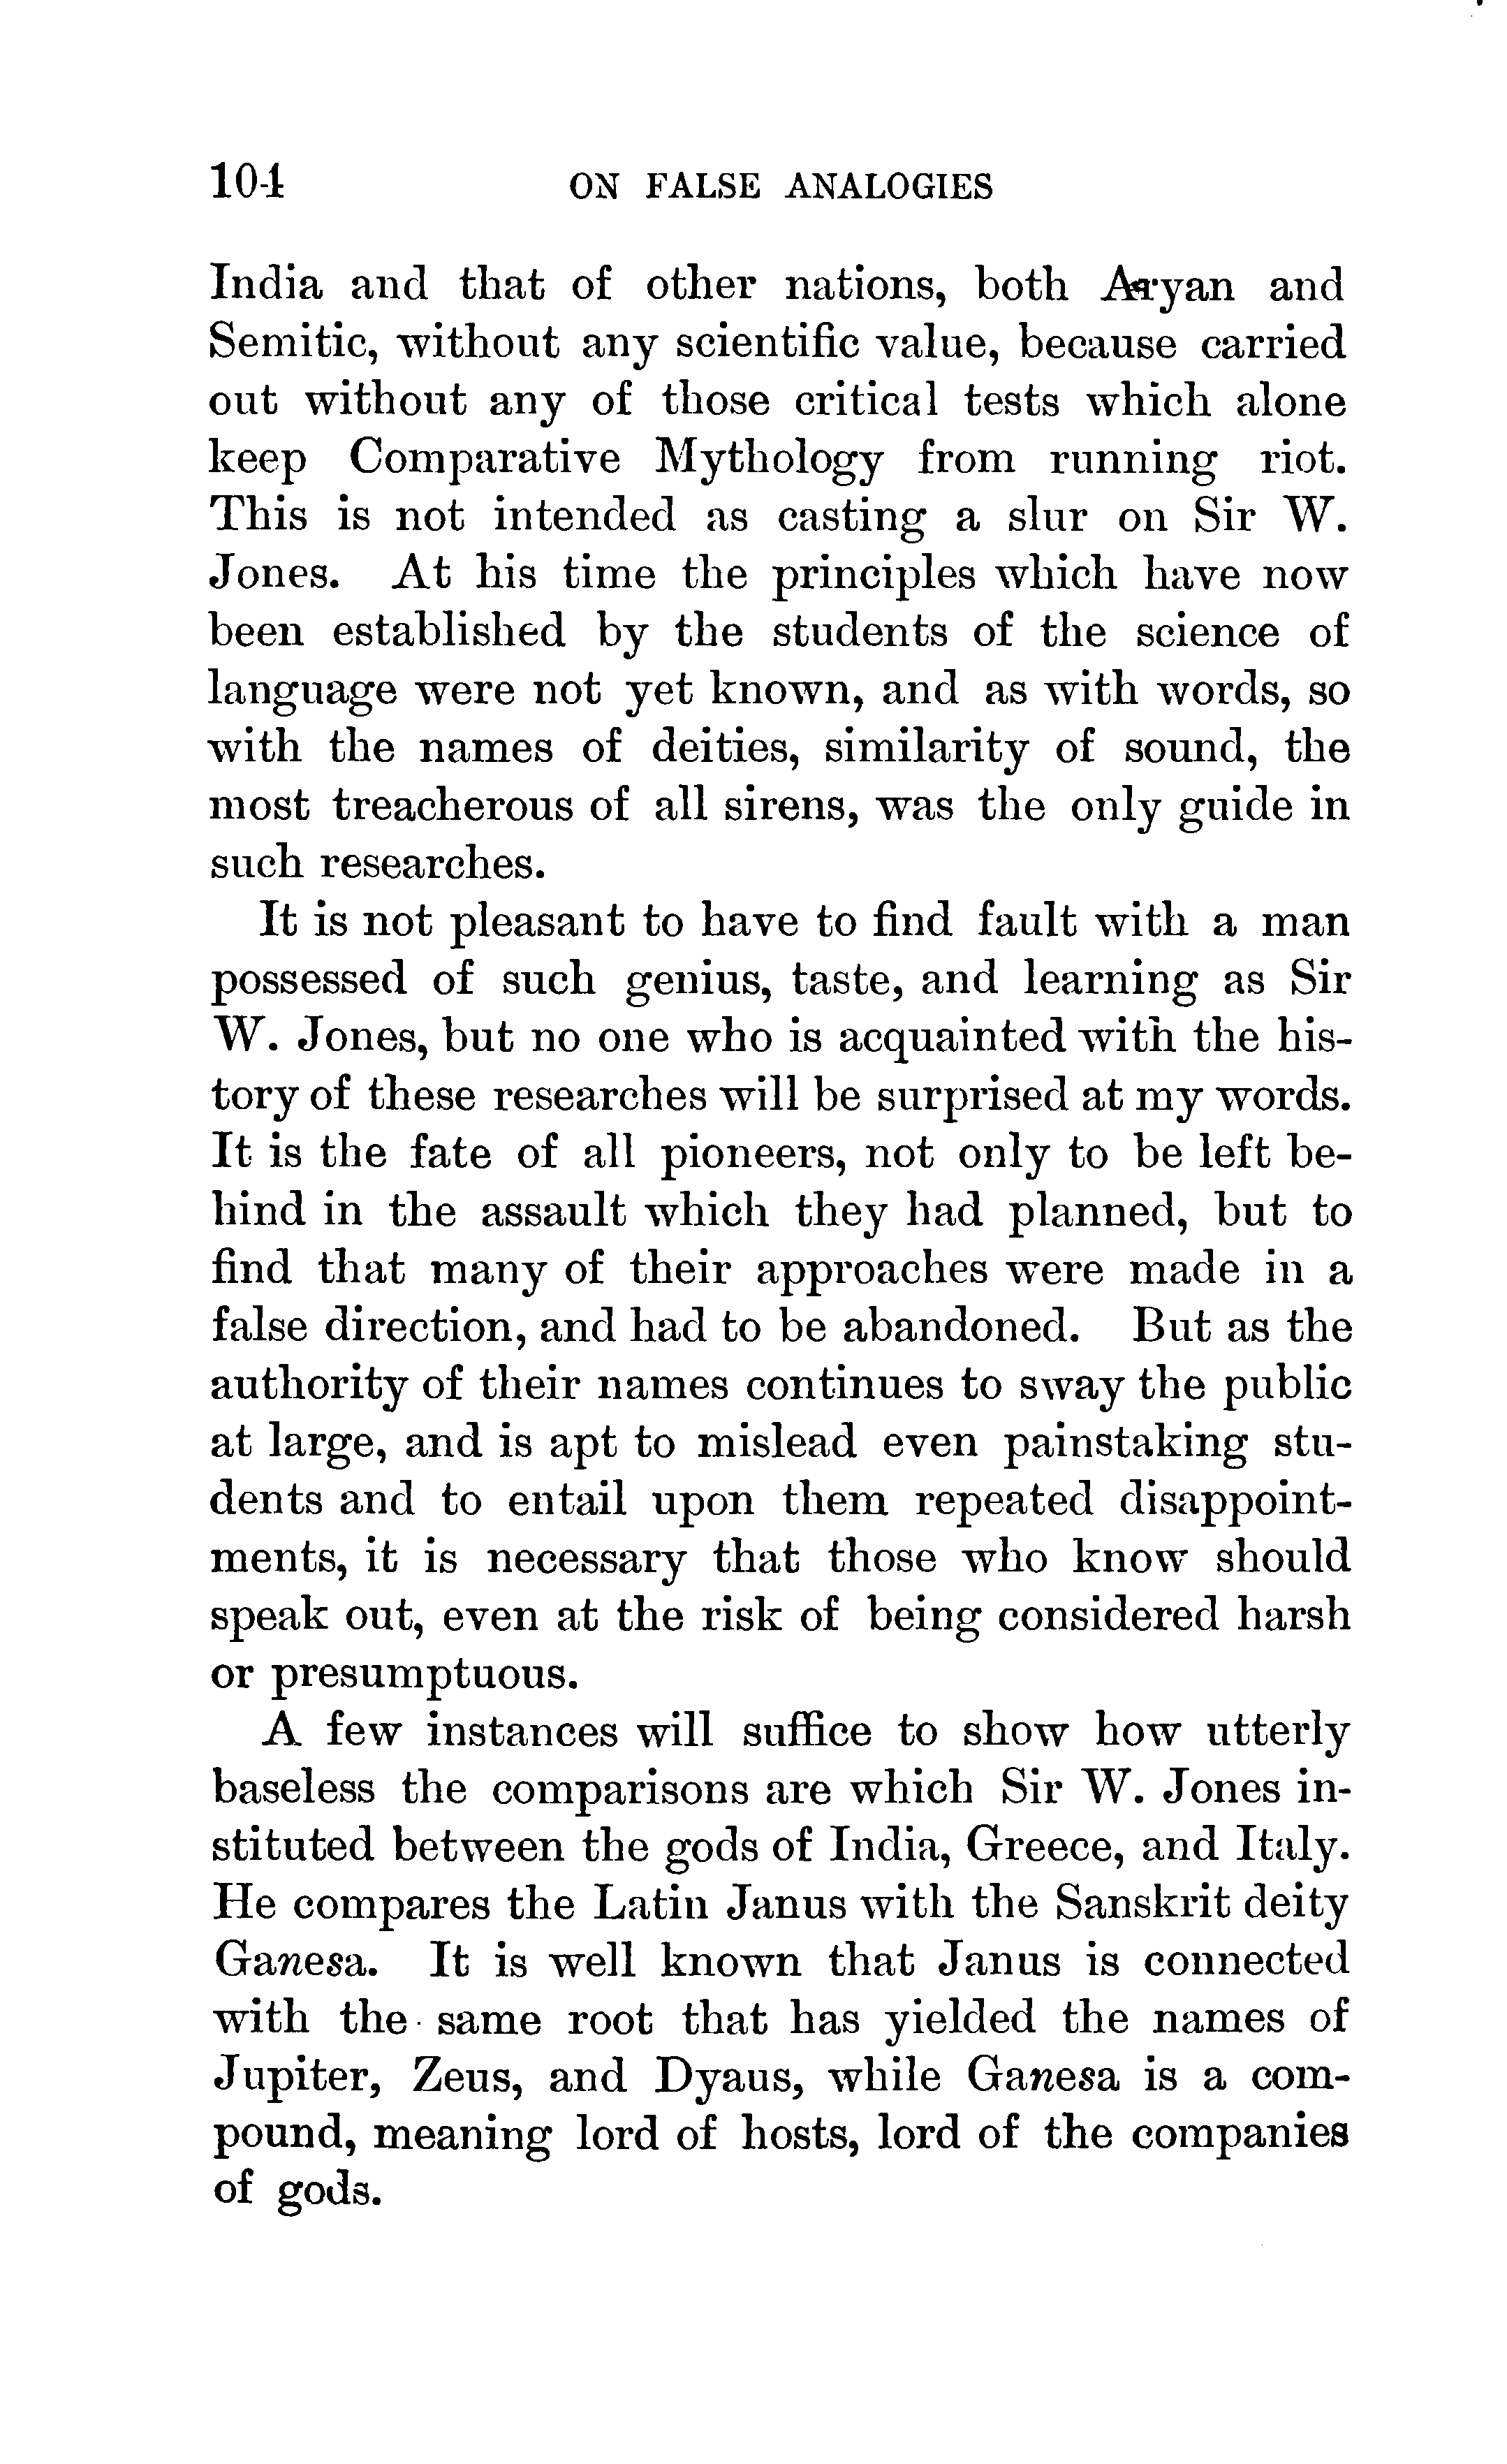 104 ON FALSE ANALOGIES
India and that of other nations, both Aryan and
Semitic, without any scientific value, because carried
out without any of those critical tests which alone
keep Comparative Mythology from running riot.
This is not intended as casting a slur on Sir W.
Jones. At his time the principles which have now
been established by the students of the science of
language were not yet known, and as with words, so
with the names of deities, similarity of sound, the
most treacherous of all sirens, was the only guide in
such researches.
It is not pleasant to have to find fault with a man
possessed of such genius, taste, and learning as Sir
W. Jones, but no one who is acquainted with the his-
tory of these researches will be surprised at my words.
It is the fate of all pioneers, not only to be left be-
hind in the assault which they had planned, but to
find that many of their approaches were made in a
false direction, and had to be abandoned. But as the
authority of their names continues to sway the public
at large, and is apt to mislead even painstaking stu-
dents and to entail upon them repeated disappoint-
ments, it is necessary that those who know should
speak out, even at the risk of being considered harsh
or presumptuous.
A few instances will suffice to show how utterly
baseless the comparisons are which Sir W. Jones in-
stituted between the gods of India, Greece, and Italy.
He compares the Latin Janus with the Sanskrit deity
Ganesa. It is well known that Janus is connected
with the same root that has yielded the names of
Jupiter, Zeus, and Dyaus, while Ganesa is a com-
pound, meaning lord of hosts, lord of the companies
of gods.